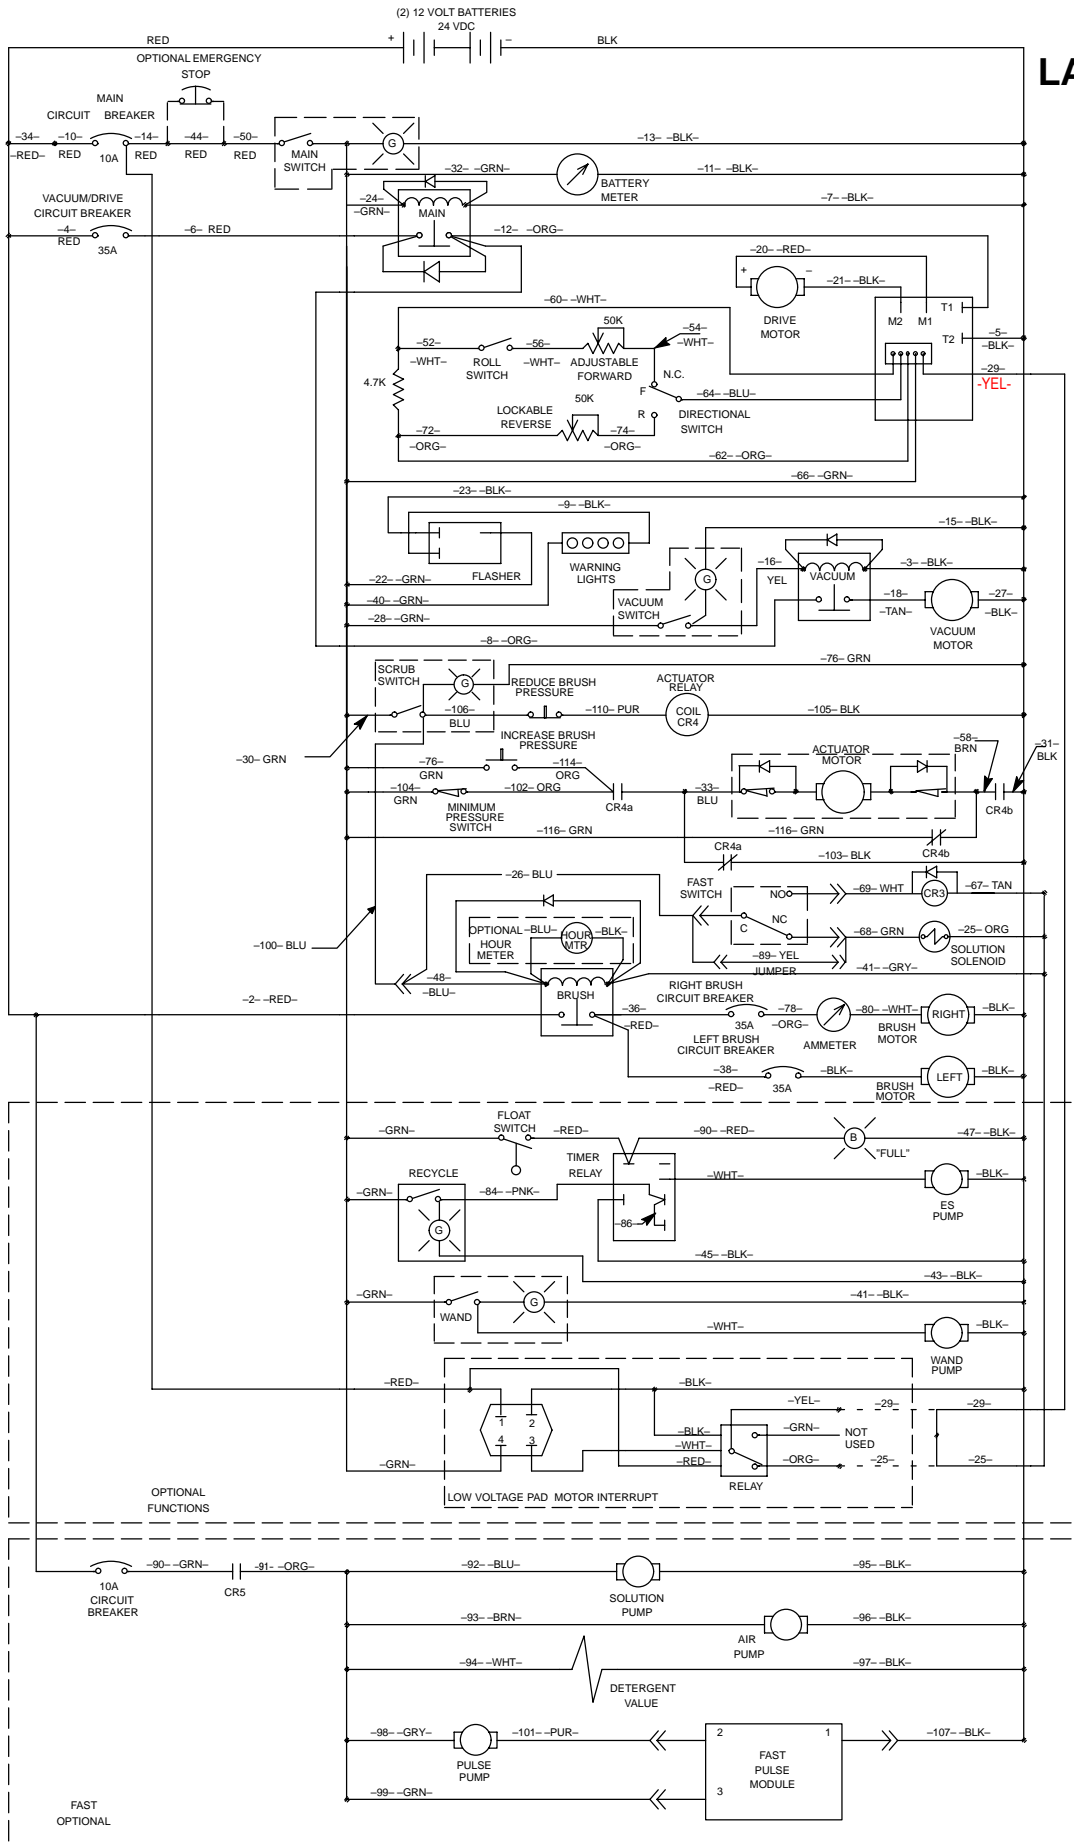 (2) 12 VOLT BATTERIES
24 VDC
RED
+
–
BLK
LA
OPTIONAL EMERGENCY
STOP
MAIN
CIRCUIT BREAKER
–34–
–RED–
–10–
RED
10A
–14–
RED
–44–
RED
–50–
RED
MAIN
SWITCH
G
–13– –BLK–
–32– –GRN
BATTERY
METER
–11– –BLK–
–24–
–GRN–
MAIN
–7– –BLK–
VACUUM/DRIVE
CIRCUIT BREAKER
–4–
RED
35A
–6– RED
–12– –ORG–
–20– –RED–
+
–
–21– –BLK–
DRIVE
MOTOR
M2
M1
T1
T2
–5–
–BLK–
–29–
-YEL-
–60– –WHT–
–52–
–WHT–
ROLL
SWITCH
–56–
–WHT–
50K
ADJUSTABLE
FORWARD
–54–
–WHT–
4.7K
N.C.
F
R
–64– –BLU–
DIRECTIONAL
SWITCH
50K
LOCKABLE
REVERSE
–72–
–ORG–
–74–
–ORG–
–62– –ORG–
–66– –GRN–
–23– –BLK–
–9– –BLK–
–15– –BLK–
FLASHER
WARNING
LIGHTS
–22– –GRN–
–40– –GRN–
–28– –GRN–
–8– –ORG–
G
VACUUM
SWITCH
–16–
YEL
VACUUM
–3– –BLK–
–18–
–TAN–
–27–
–BLK–
VACUUM
MOTOR
–76– GRN
SCRUB
SWITCH
G
REDUCE BRUSH
PRESSURE
ACTUATOR
RELAY
–106–
BLU
–110– PUR
COIL
CR4
–105– BLK
–30– GRN
INCREASE BRUSH
PRESSURE
–76–
GRN
–114–
ORG
–104–
GRN
–102– ORG
MINIMUM
PRESSURE
SWITCH
CR4a
–33–
BLU
ACTUATOR
MOTOR
–58–
BRN
–31–
BLK
CR4b
–116– GRN
–116– GRN
CR4b
CR4a
–103– BLK
–26– BLU
FAST
SWITCH
NO
NC
C
–69– WHT
CR3
–67– TAN
–68– GRN
–25– ORG
SOLUTION
SOLENOID
–89– YEL
JUMPER
–41– –GRY–
–100– BLU
OPTIONAL
HOUR
METER
–BLU–
HOUR
MTR
–BLK–
–48–
–BLU–
BRUSH
–2– –RED–
RIGHT BRUSH
CIRCUIT BREAKER
–36–
–RED–
35A
–78–
–ORG–
AMMETER
–80– –WHT–
BRUSH
MOTOR
RIGHT
–BLK–
LEFT BRUSH
CIRCUIT BREAKER
–38–
–RED–
35A
–BLK–
BRUSH
MOTOR
LEFT
–BLK–
FLOAT
SWITCH
–GRN–
–RED–
–90– –RED–
B
"FULL"
–47– –BLK–
TIMER
RELAY
RECYCLE
–GRN–
–84– –PNK–
G
–86–
–WHT–
ES
PUMP
–BLK–
–45– –BLK–
–43– –BLK–
–GRN–
WAND
G
–41– –BLK–
–WHT–
WAND
PUMP
–BLK–
–RED–
–BLK–
1
2
4
3
–GRN–
–BLK–
–WHT–
–RED–
RELAY
–YEL–
–GRN–
NOT
USED
–ORG–
–29–
–29–
–25–
–25–
LOW VOLTAGE PAD MOTOR INTERRUPT
OPTIONAL
FUNCTIONS
10A
CIRCUIT
BREAKER
–90– –GRN–
CR5
–91– –ORG–
–92– –BLU–
SOLUTION
PUMP
–95– –BLK–
–93– –BRN–
AIR
PUMP
–96– –BLK–
–94– –WHT–
DETERGENT
VALUE
–97– –BLK–
–98– –GRY–
PULSE
PUMP
–101– –PUR–
2
1
3
FAST
PULSE
MODULE
–107– –BLK–
–99– –GRN–
FAST
OPTIONAL